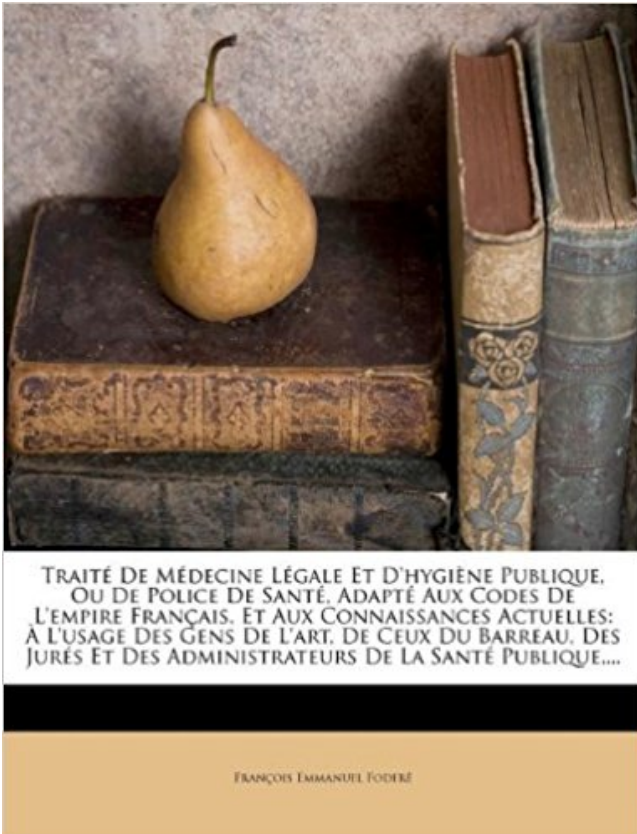 Traité De Médecine Légale Et D'hygiène Publique,
Ou De Police De Santé, Adapté Aux Codes De
L'empire Français, Et Aux Connaissances Actuelles:
À L'usage Des Gens De L'art, De Ceux Du Barreau, Des
Jurés Et Des Administrateurs De La Santé Publique,...
François Emmanuel Foderé